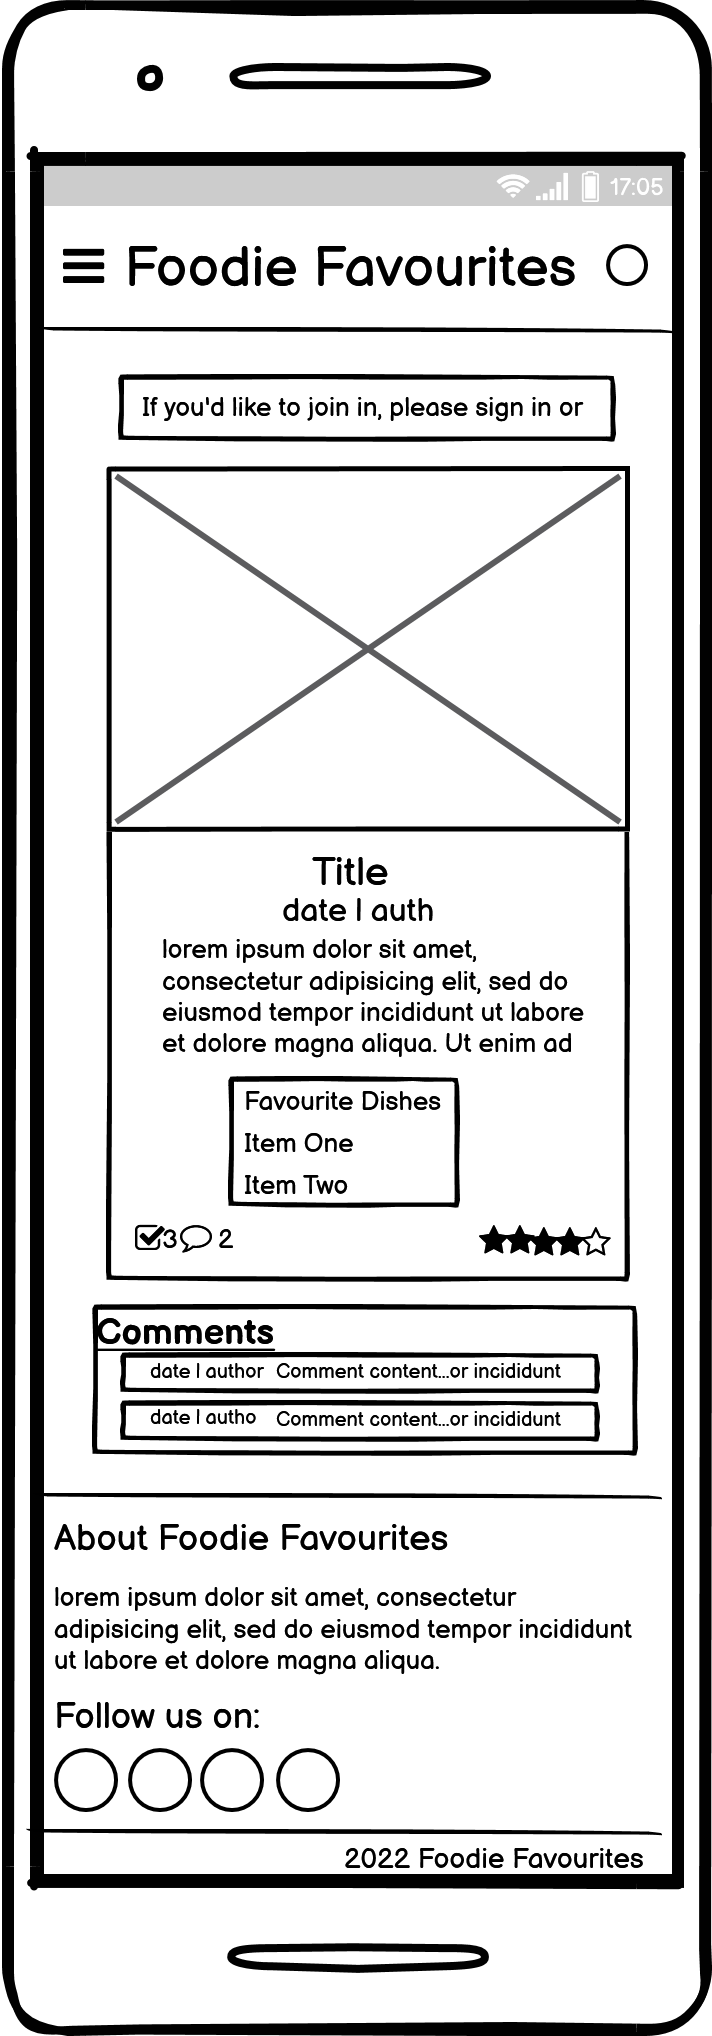 17:05
Foodie Favourites
If you'd like to join in, please sign in or
Title
date | auth
lorem ipsum dolor sit amet,
consectetur adipisicing elit, sed do
eiusmod tempor incididunt ut labore
et dolore magna aliqua. Ut enim ad
Favourite Dishes
Item One
Item Two
3 2
Comments
date | author Comment content...or incididunt
date | autho Comment content...or incididunt
About Foodie Favourites
lorem ipsum dolor sit amet, consectetur
adipisicing elit, sed do eiusmod tempor incididunt
ut labore et dolore magna aliqua.
Follow us on:
2022 Foodie Favourites